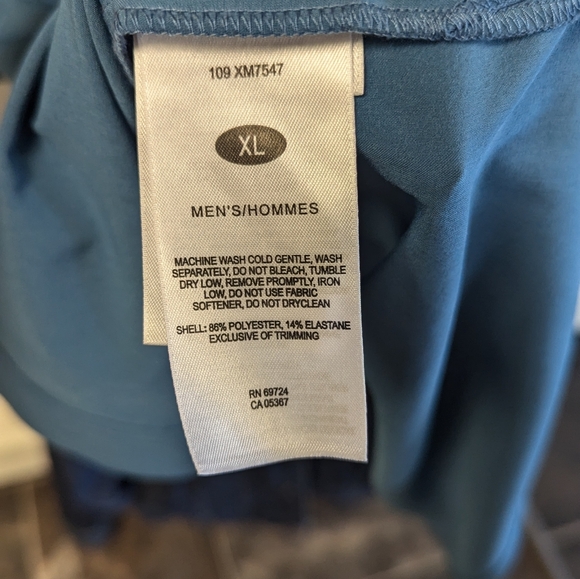 109 XM7547
XL
MEN'S/HOMMES
MACHINE WASH COLD GENTLE, WASH
SEPARATELY, DO NOT BLEACH, TUMBLE
DRY LOW, REMOVE PROMPTLY, IRON
LOW, DO NOT USE FABRIC
SOFTENER, DO NOT DRYCLEAN
SHELL: 86% POLYESTER, 14% ELASTANE
EXCLUSIVE OF TRIMMING
RN 69724
CA 05367